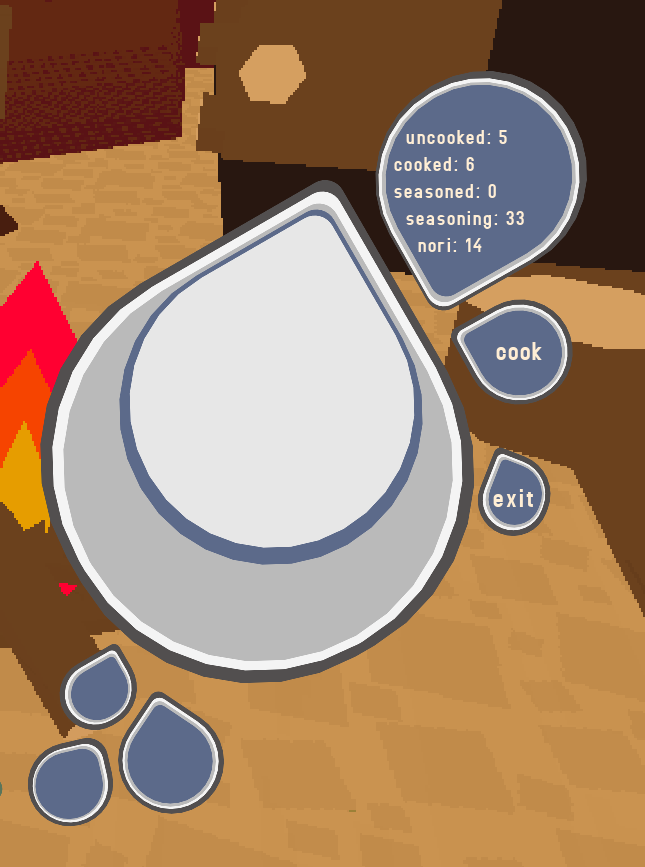 uncooked: 5
cooked: 6
seasoned: 0
seasoning: 33
nori: 14
cook
exit